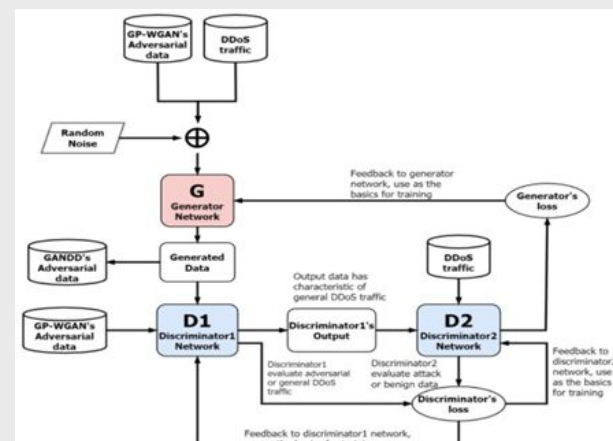 GP-WGAN's
Adversarial
data
DDoS
traffic
Random
Noise
G
Generator
Network
Feedback to generator
network, use as the
basics for training
Generator's
loss
GANDD's
Adversarial
data
Generated
Data
DDoS
traffic
Output data has
characteristic of
general DDoS traffic
GP-WGAN's
Adversarial
data
D1
Discriminator1
Network
Discriminator1's
Output
D2
Discriminator2
Network
Discriminator1
evaluate adversarial
or general DDoS
traffic
Discriminator2
evaluate attack
or benign data
Feedback to
discriminator2
network, use
as the basics
for training
Discriminator's
loss
Feedback to discriminator1 network,